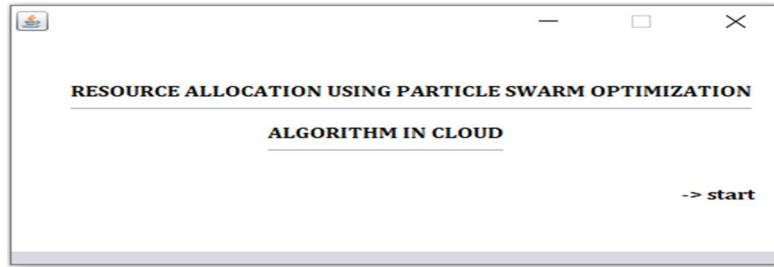 RESOURCE ALLOCATION USING PARTICLE SWARM OPTIMIZATION
ALGORITHM IN CLOUD
-> start